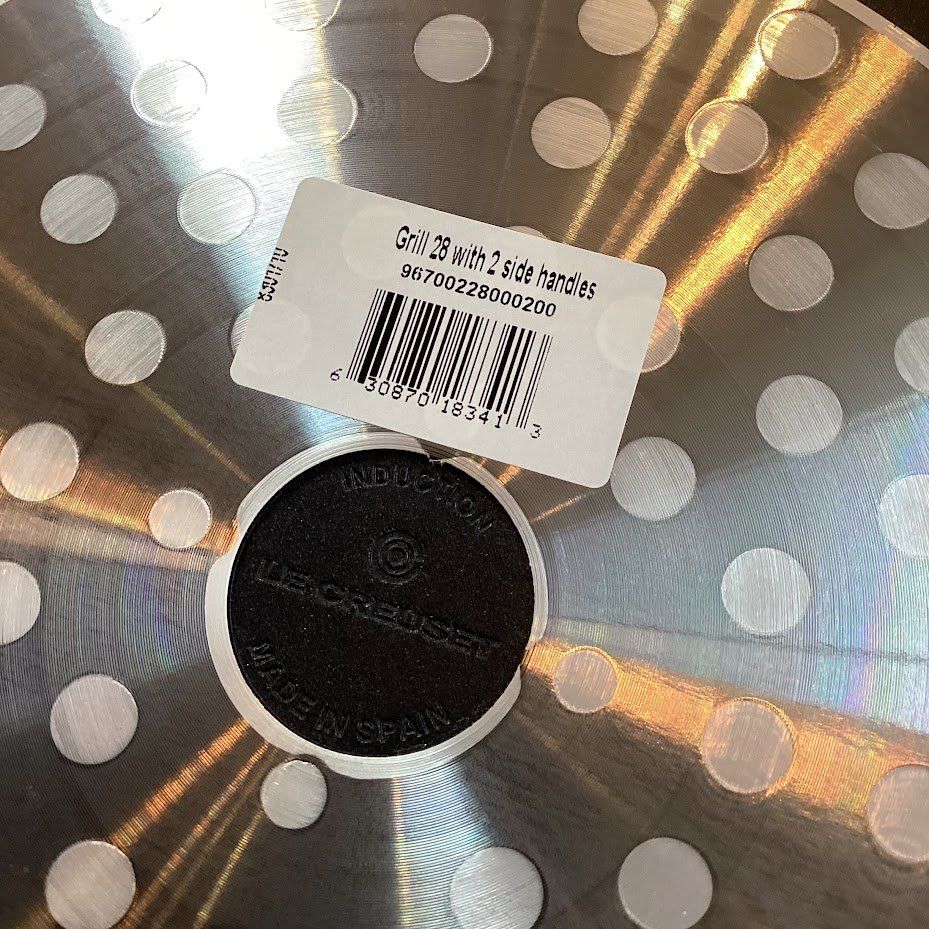 Grill 28 with 2 side handles
96700228000200
6 30870 18341 3
INDUCTION
LE CREUSET
MADE IN SPAIN